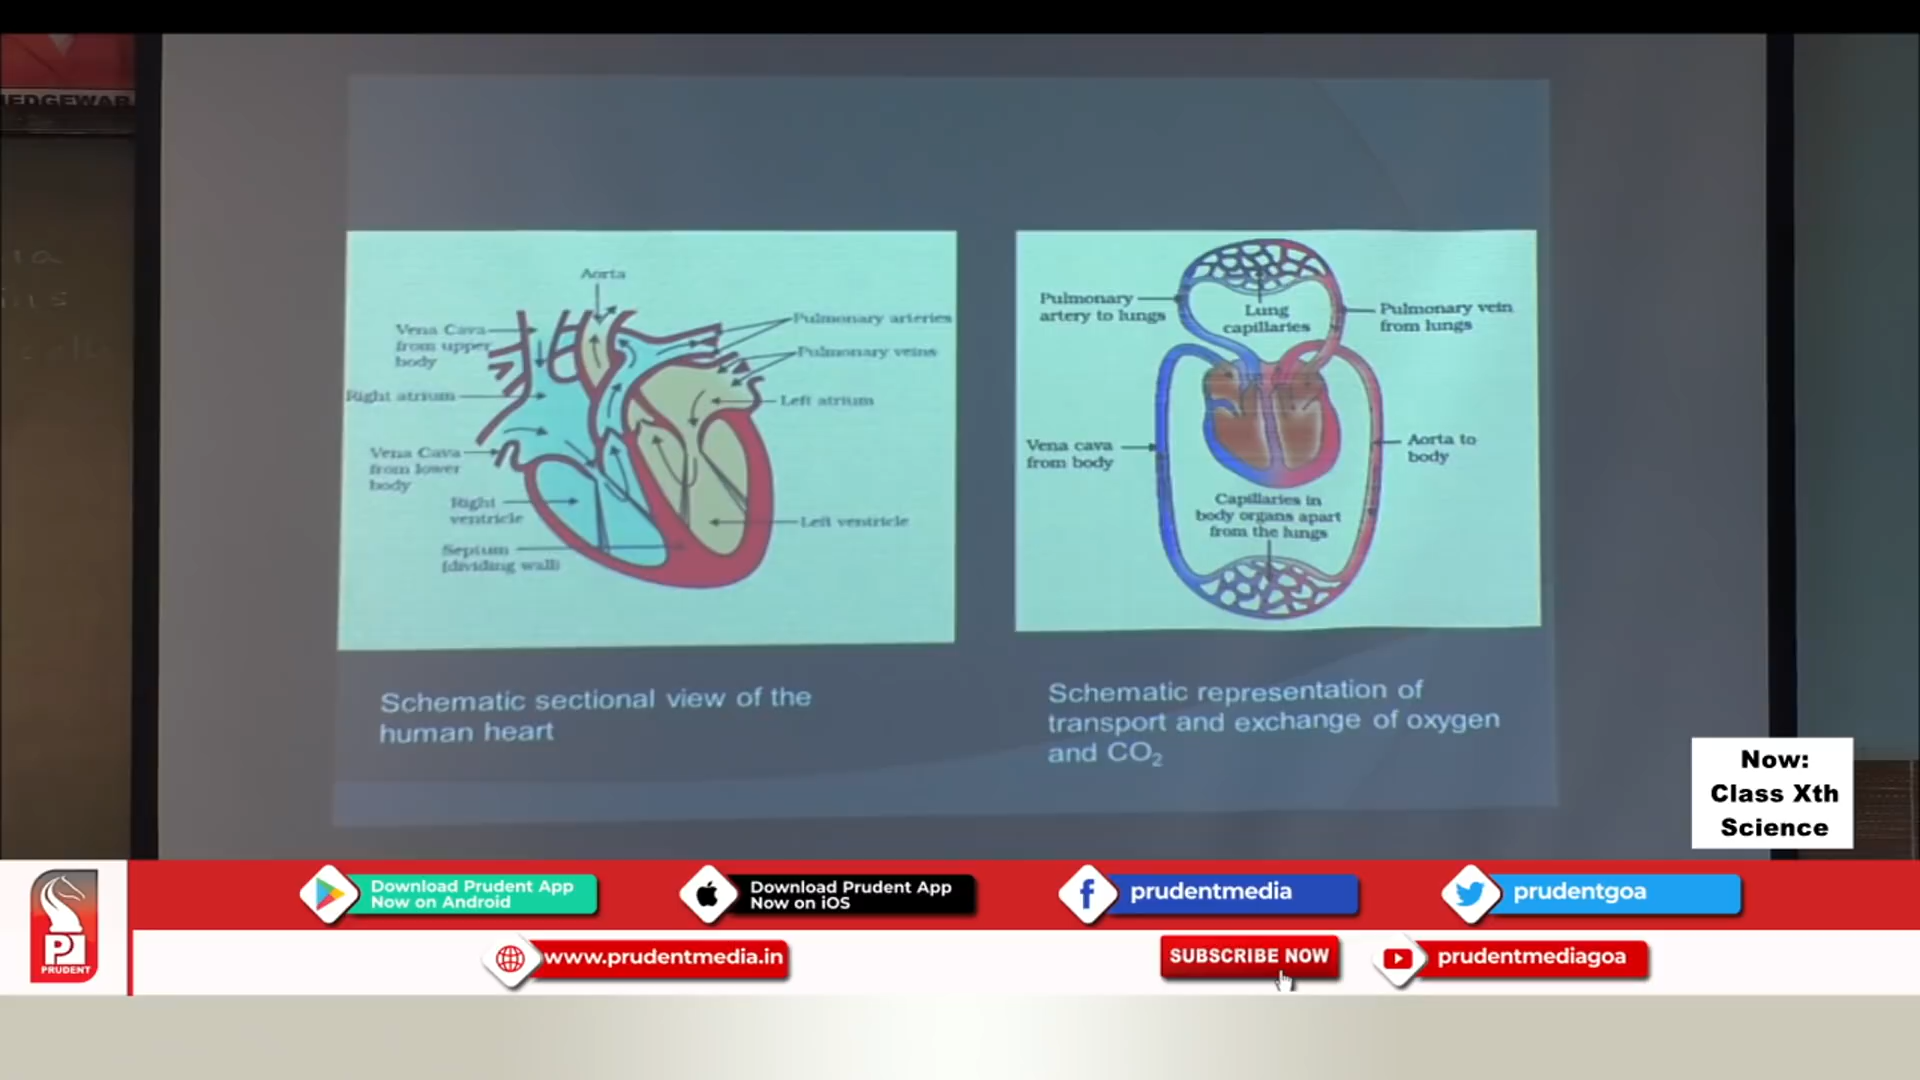 EDGEWAR
Aorta
Vena Cava
from upper
body
Right atrium
Vena Cava
from lower
body
Right
ventricle
Septum
(dividing wall)
Pulmonary arteries
Pulmonary veins
Left atrium
Left ventricle
Schematic sectional view of the
human heart
Pulmonary
artery to lungs
Lung
capillaries
Pulmonary vein
from lungs
Vena cava
from body
Aorta to
body
Capillaries in
body organs apart
from the lungs
Schematic representation of
transport and exchange of oxygen
and CO₂
Now:
Class Xth
Science
PRUDENT
Download Prudent App
Now on Android
Download Prudent App
Now on iOS
prudentmedia
prudentgoa
www.prudentmedia.in
SUBSCRIBE NOW
prudentmediagoa